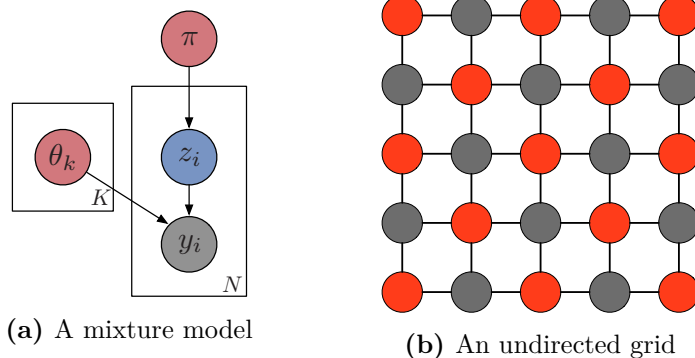 π
θ_k
z_i
K
y_i
N
(a) A mixture model
(b) An undirected grid